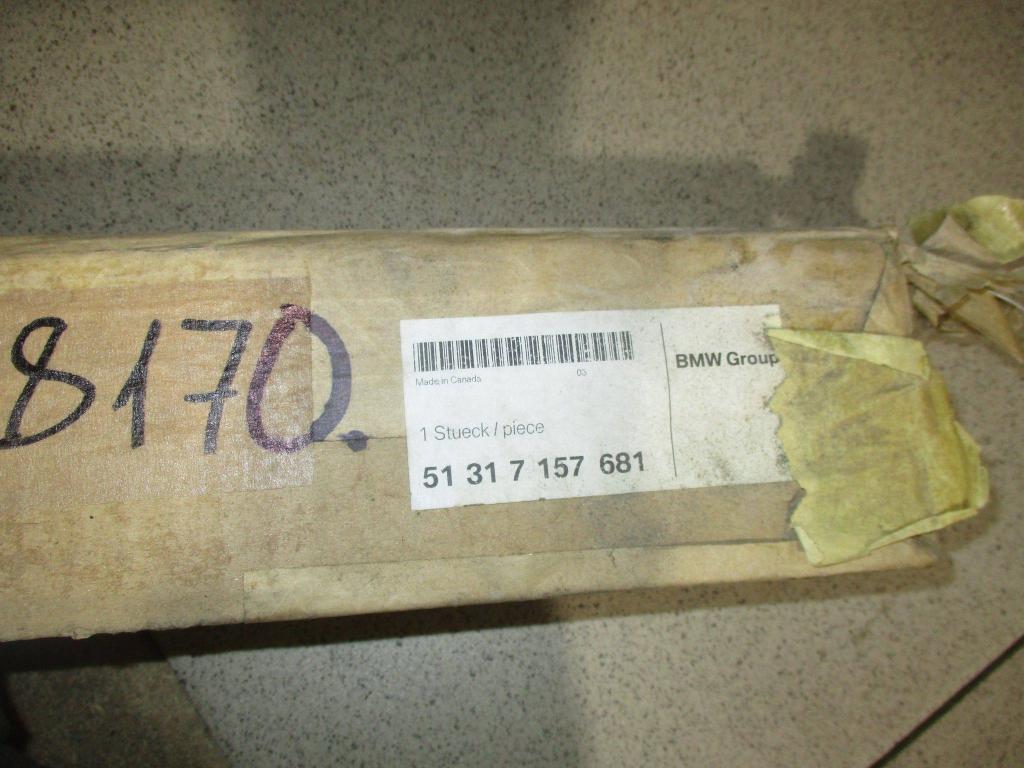 8170.
BMW Group
Made in Canada 03
1 Stueck / piece
51 31 7 157 681